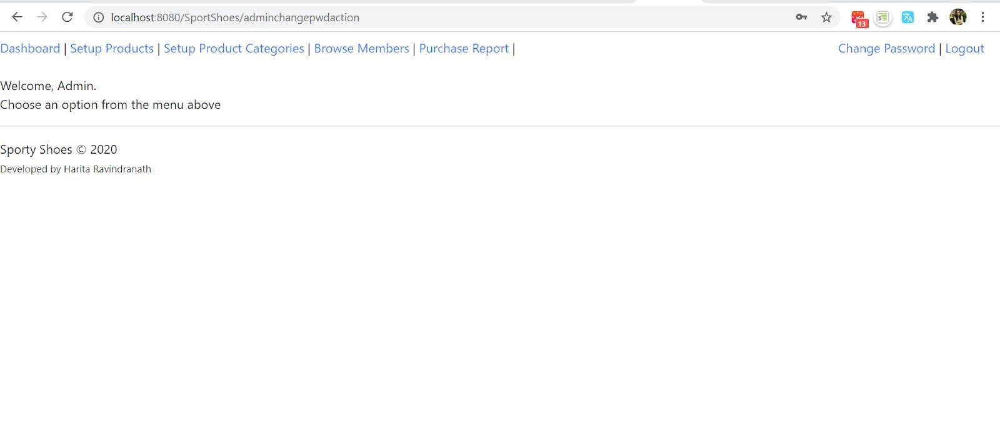 localhost:8080/SportShoes/adminchangepwdaction
13
Dashboard | Setup Products | Setup Product Categories | Browse Members | Purchase Report | Change Password | Logout
Welcome, Admin.
Choose an option from the menu above
Sporty Shoes © 2020
Developed by Harita Ravindranath